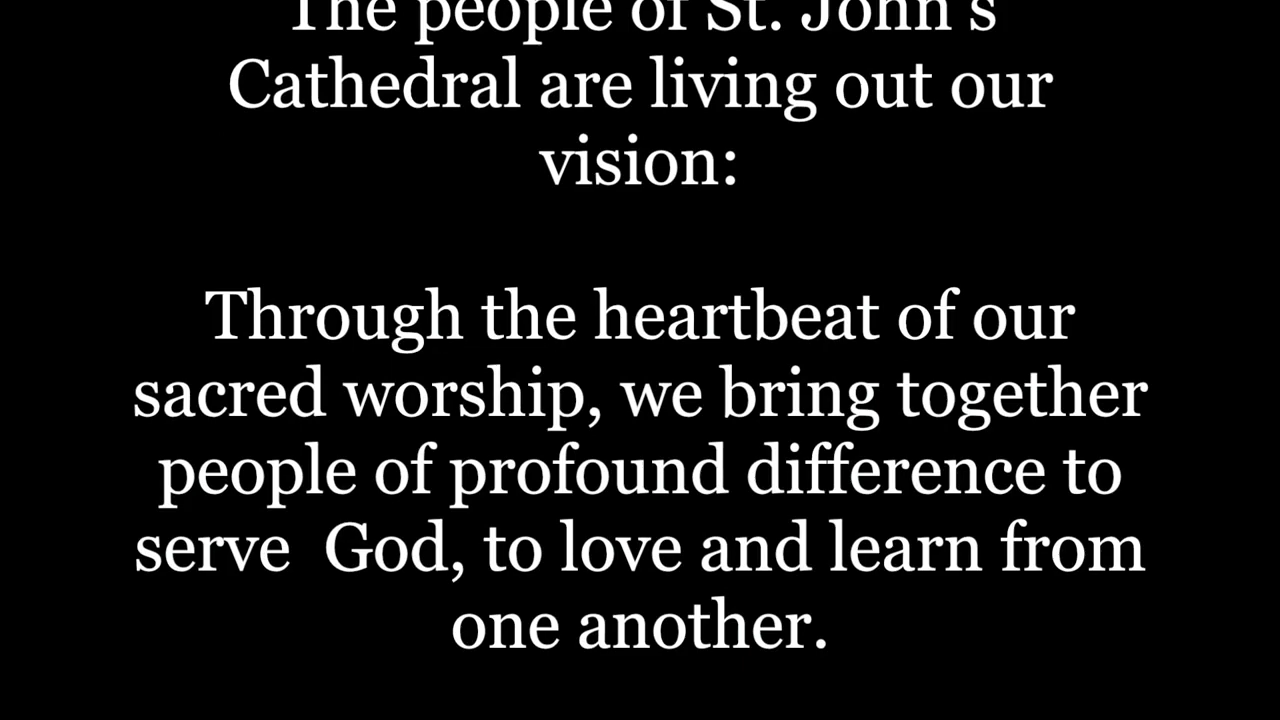 The people of St. John's
Cathedral are living out our
vision:
Through the heartbeat of our
sacred worship, we bring together
people of profound difference to
serve  God, to love and learn from
one another.